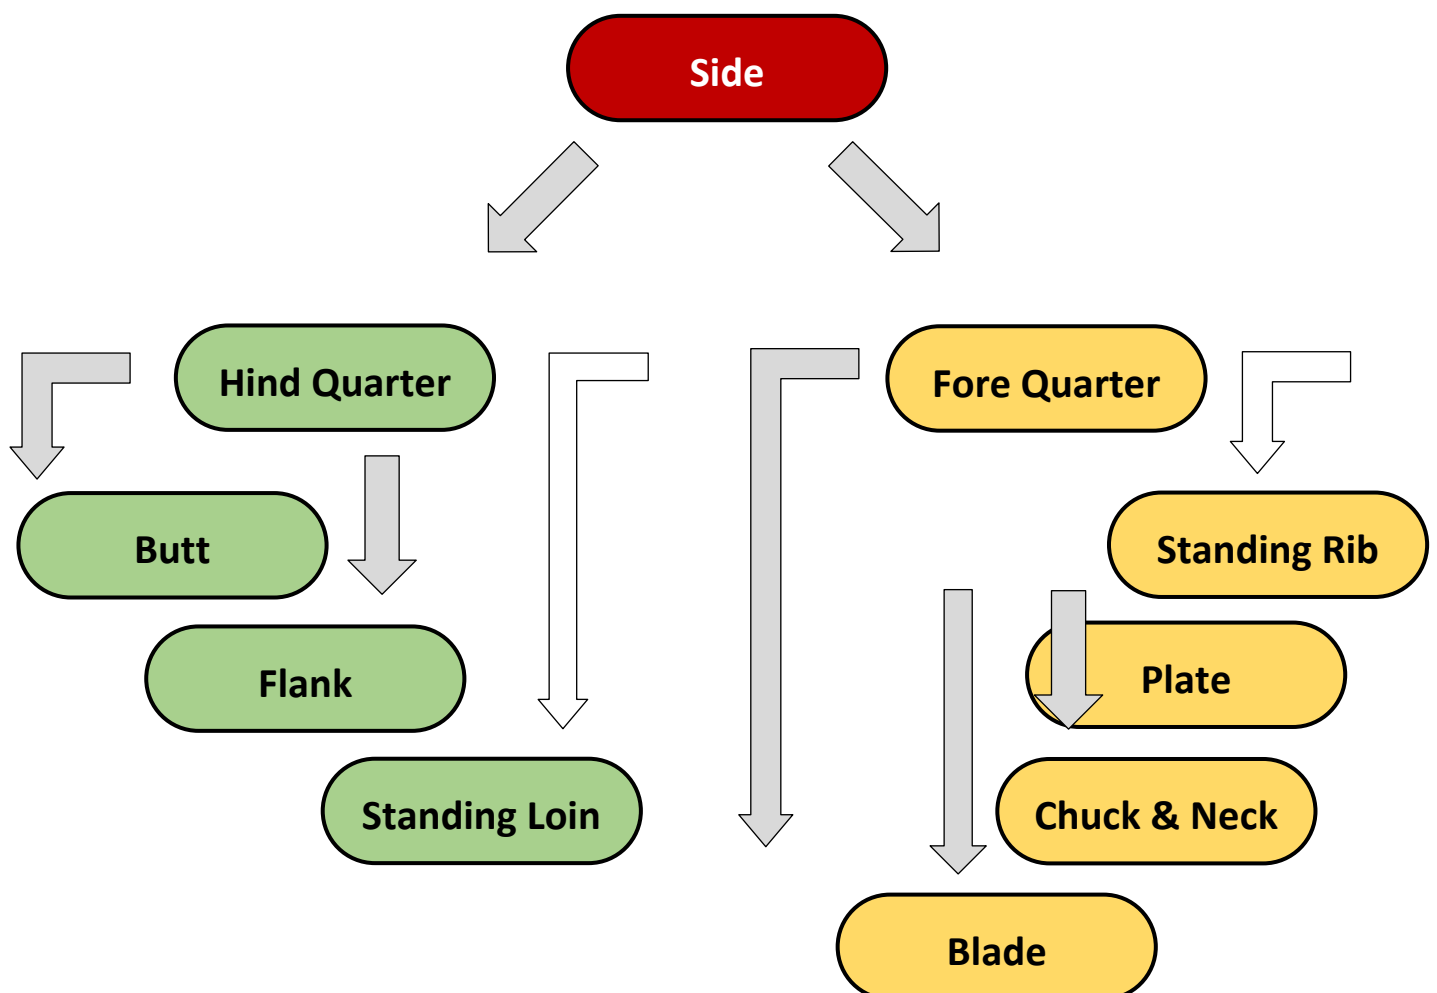 Side
Hind Quarter
Fore Quarter
Butt
Standing Rib
Flank
Plate
Standing Loin
Chuck & Neck
Blade